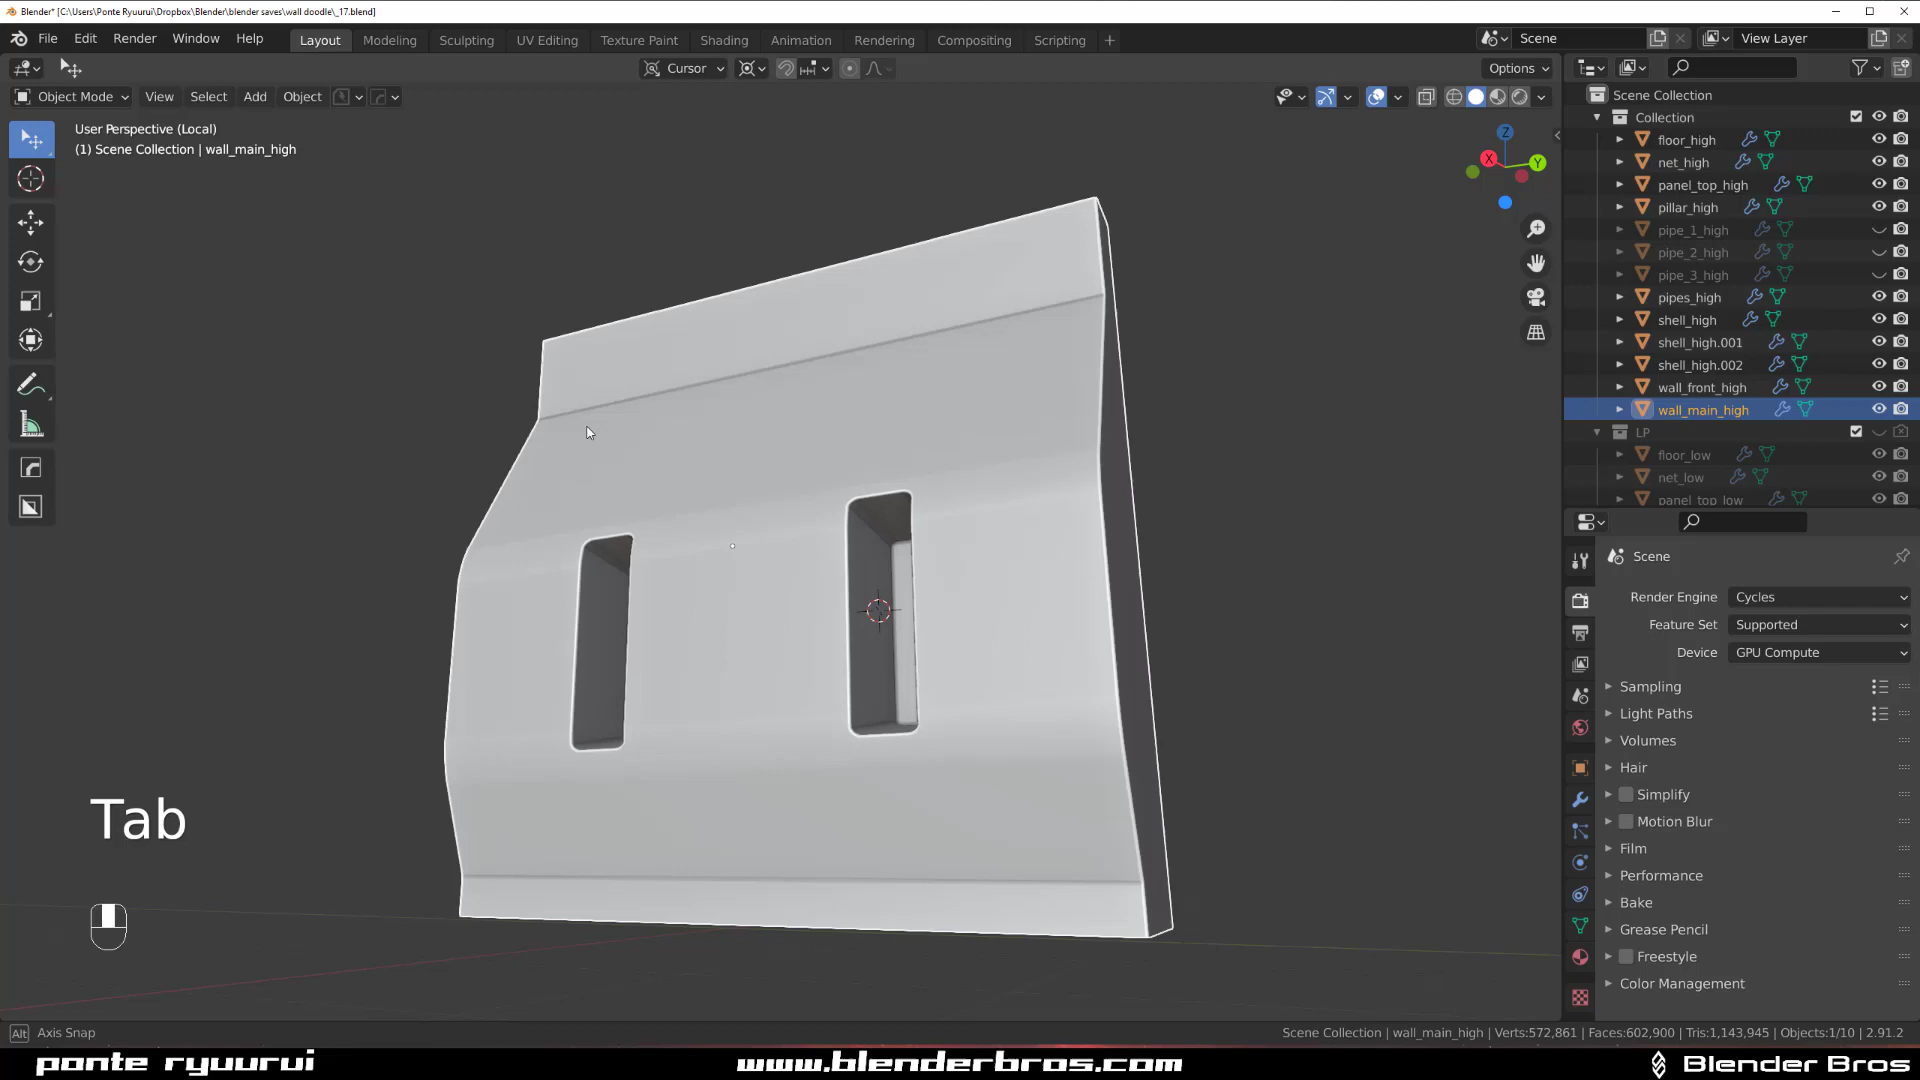 Blender* [C:\Users\Ponte Ryuurui\Dropbox\Blender\blender saves\wall doodle\_17.blend]
File Edit Render Window Help Layout Modeling Sculpting UV Editing Texture Paint Shading Animation Rendering Compositing Scripting + Scene View Layer
Cursor Options
Object Mode View Select Add Object
User Perspective (Local)
(1) Scene Collection | wall_main_high
Z
X
Y
Scene Collection
Collection
floor_high
net_high
panel_top_high
pillar_high
pipe_1_high
pipe_2_high
pipe_3_high
pipes_high
shell_high
shell_high.001
shell_high.002
wall_front_high
wall_main_high
LP
floor_low
net_low
panel_top_low
Scene
Render Engine Cycles
Feature Set Supported
Device GPU Compute
Sampling
Light Paths
Volumes
Hair
Simplify
Motion Blur
Film
Performance
Bake
Grease Pencil
Freestyle
Color Management
Tab
Alt Axis Snap
Scene Collection | wall_main_high | Verts:572,861 | Faces:602,900 | Tris:1,143,945 | Objects:1/10 | 2.91.2
ponte ryuurui www.blenderbros.com Blender Bros